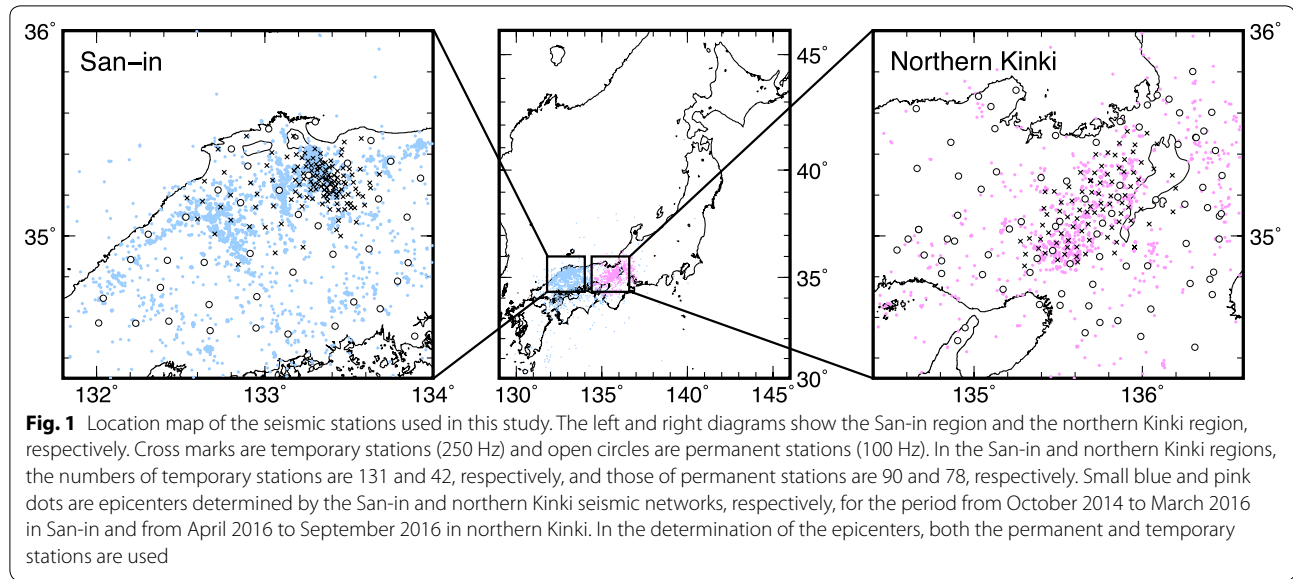 36˚
San−in
35˚
132˚
133˚
134˚
45˚
40˚
35˚
30˚
130˚
135˚
140˚
145˚
Northern Kinki
36˚
35˚
135˚
136˚
Fig. 1 Location map of the seismic stations used in this study. The left and right diagrams show the San-in region and the northern Kinki region,
respectively. Cross marks are temporary stations (250 Hz) and open circles are permanent stations (100 Hz). In the San-in and northern Kinki regions,
the numbers of temporary stations are 131 and 42, respectively, and those of permanent stations are 90 and 78, respectively. Small blue and pink
dots are epicenters determined by the San-in and northern Kinki seismic networks, respectively, for the period from October 2014 to March 2016
in San-in and from April 2016 to September 2016 in northern Kinki. In the determination of the epicenters, both the permanent and temporary
stations are used